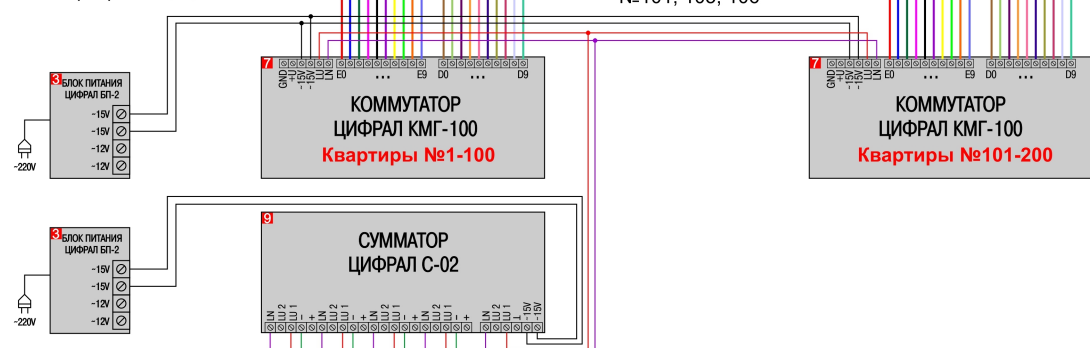 3
БЛОК ПИТАНИЯ
ЦИФРАЛ БП-2
~15V
~15V
~12V
~12V
~220V
7
GND
+U
~15V
~15V
LU
LN
E0
...
E9
D0
...
D9
КОММУТАТОР
ЦИФРАЛ КМГ-100
Квартиры №1-100
7
GND
+U
~15V
~15V
LU
LN
E0
...
E9
D0
...
D9
КОММУТАТОР
ЦИФРАЛ КМГ-100
Квартиры №101-200
3
БЛОК ПИТАНИЯ
ЦИФРАЛ БП-2
~15V
~15V
~12V
~12V
~220V
9
СУММАТОР
ЦИФРАЛ С-02
LN
LU 2
LU 1
–
+
LN
LU 2
LU 1
–
+
LN
LU 2
LU 1
–
+
LN
LU 2
LU 1
–
+
LN
LU 2
LU 1
⊥
~15V
~15V